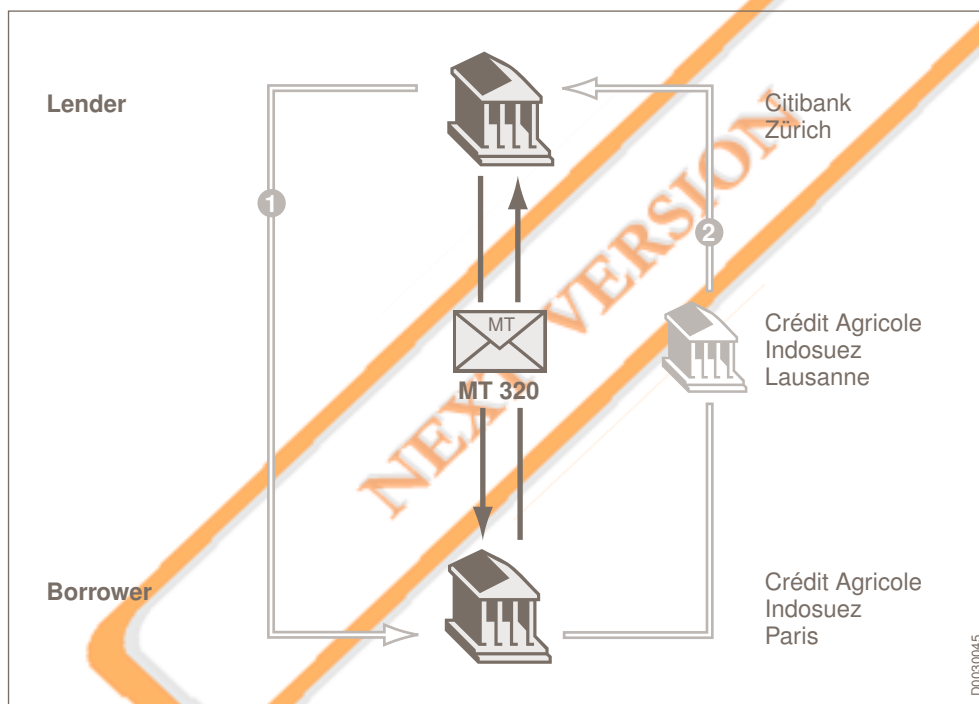 Lender
Citibank
Zürich
1
2
MT
MT 320
Crédit Agricole
Indosuez
Lausanne
NEXT VERSION
Borrower
Crédit Agricole
Indosuez
Paris
D0030045